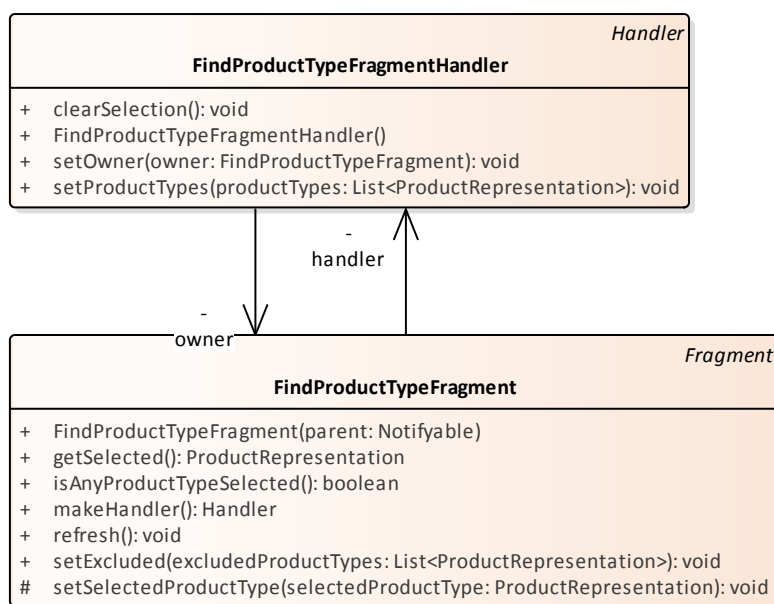 Handler
FindProductTypeFragmentHandler
+ clearSelection(): void
+ FindProductTypeFragmentHandler()
+ setOwner(owner: FindProductTypeFragment): void
+ setProductTypes(productTypes: List<ProductRepresentation>): void
-
handler
-
owner
Fragment
FindProductTypeFragment
+ FindProductTypeFragment(parent: Notifyable)
+ getSelected(): ProductRepresentation
+ isAnyProductTypeSelected(): boolean
+ makeHandler(): Handler
+ refresh(): void
+ setExcluded(excludedProductTypes: List<ProductRepresentation>): void
# setSelectedProductType(selectedProductType: ProductRepresentation): void